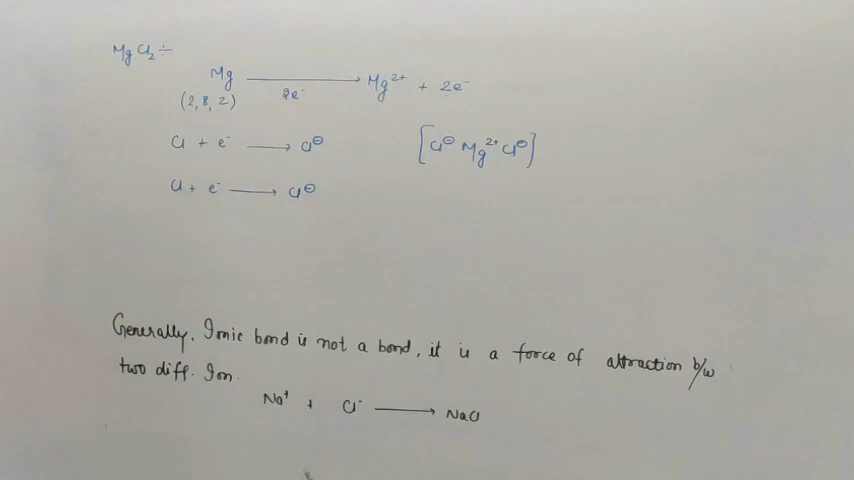 MgCl₂ :-
Mg ⟶ Mg²⁺ + 2e⁻
(2, 8, 2) 2e⁻
Cl + e⁻ ⟶ Cl⊖ [Cl⊖ Mg²⁺ Cl⊖]
Cl + e⁻ ⟶ Cl⊖
Generally, Ionic bond is not a bond, it is a force of attraction b/w
two diff. Ion.
Na⁺ + Cl⁻ ⟶ NaCl